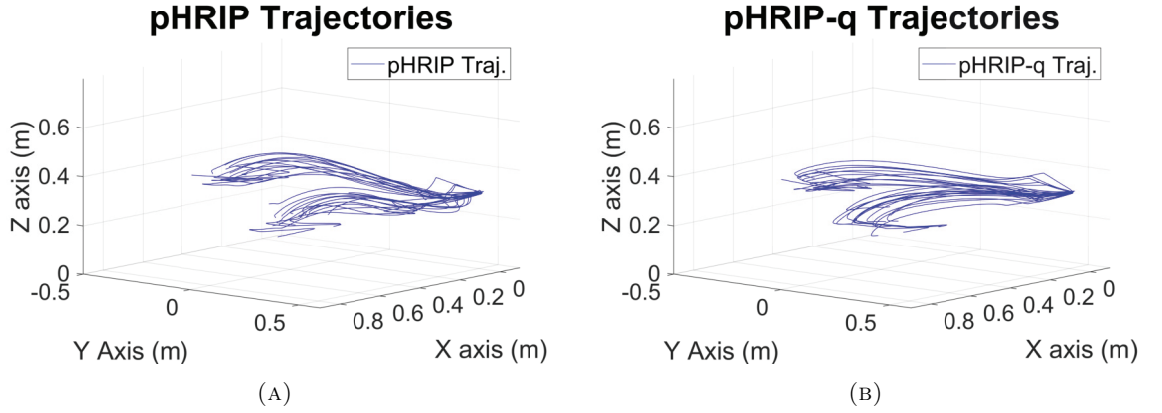 pHRIP Trajectories
pHRIP Traj.
0.6
0.4
0.2
0
-0.5
0
0.5
0.8
0.6
0.4
0.2
0
Z axis (m)
Y Axis (m)
X axis (m)
(A)
pHRIP-q Trajectories
pHRIP-q Traj.
0.6
0.4
0.2
0
-0.5
0
0.5
0.8
0.6
0.4
0.2
0
Z axis (m)
Y Axis (m)
X axis (m)
(B)